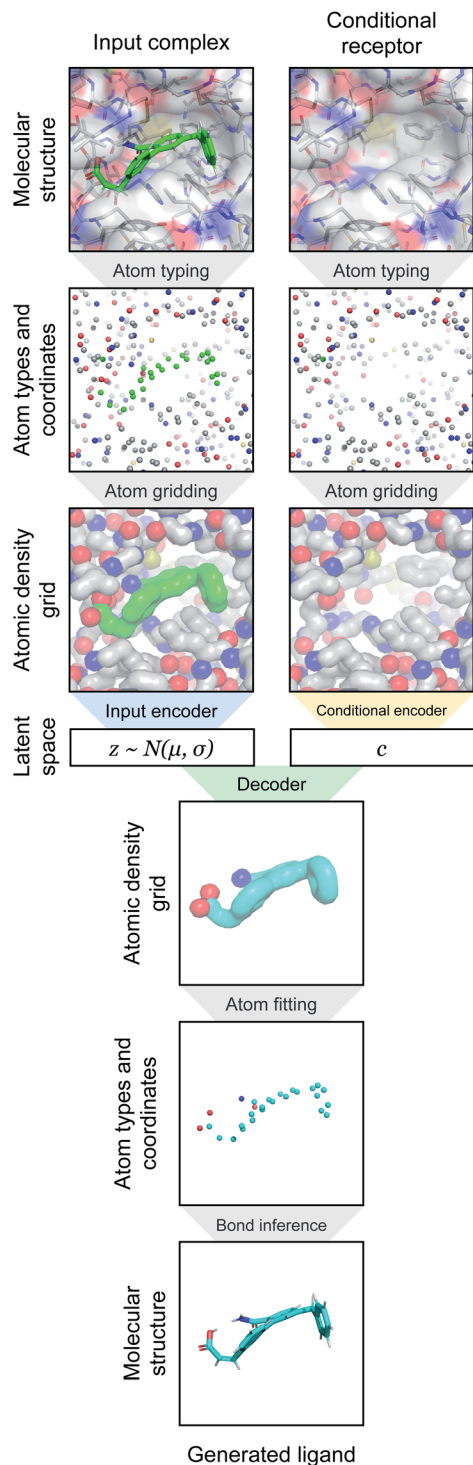 Input complex
Conditional
receptor
Molecular
structure
Atom typing
Atom typing
Atom types and
coordinates
Atom gridding
Atom gridding
Atomic density
grid
Input encoder
Conditional encoder
Latent
space
z ~ N(μ, σ)
c
Decoder
Atomic density
grid
Atom fitting
Atom types and
coordinates
Bond inference
Molecular
structure
Generated ligand